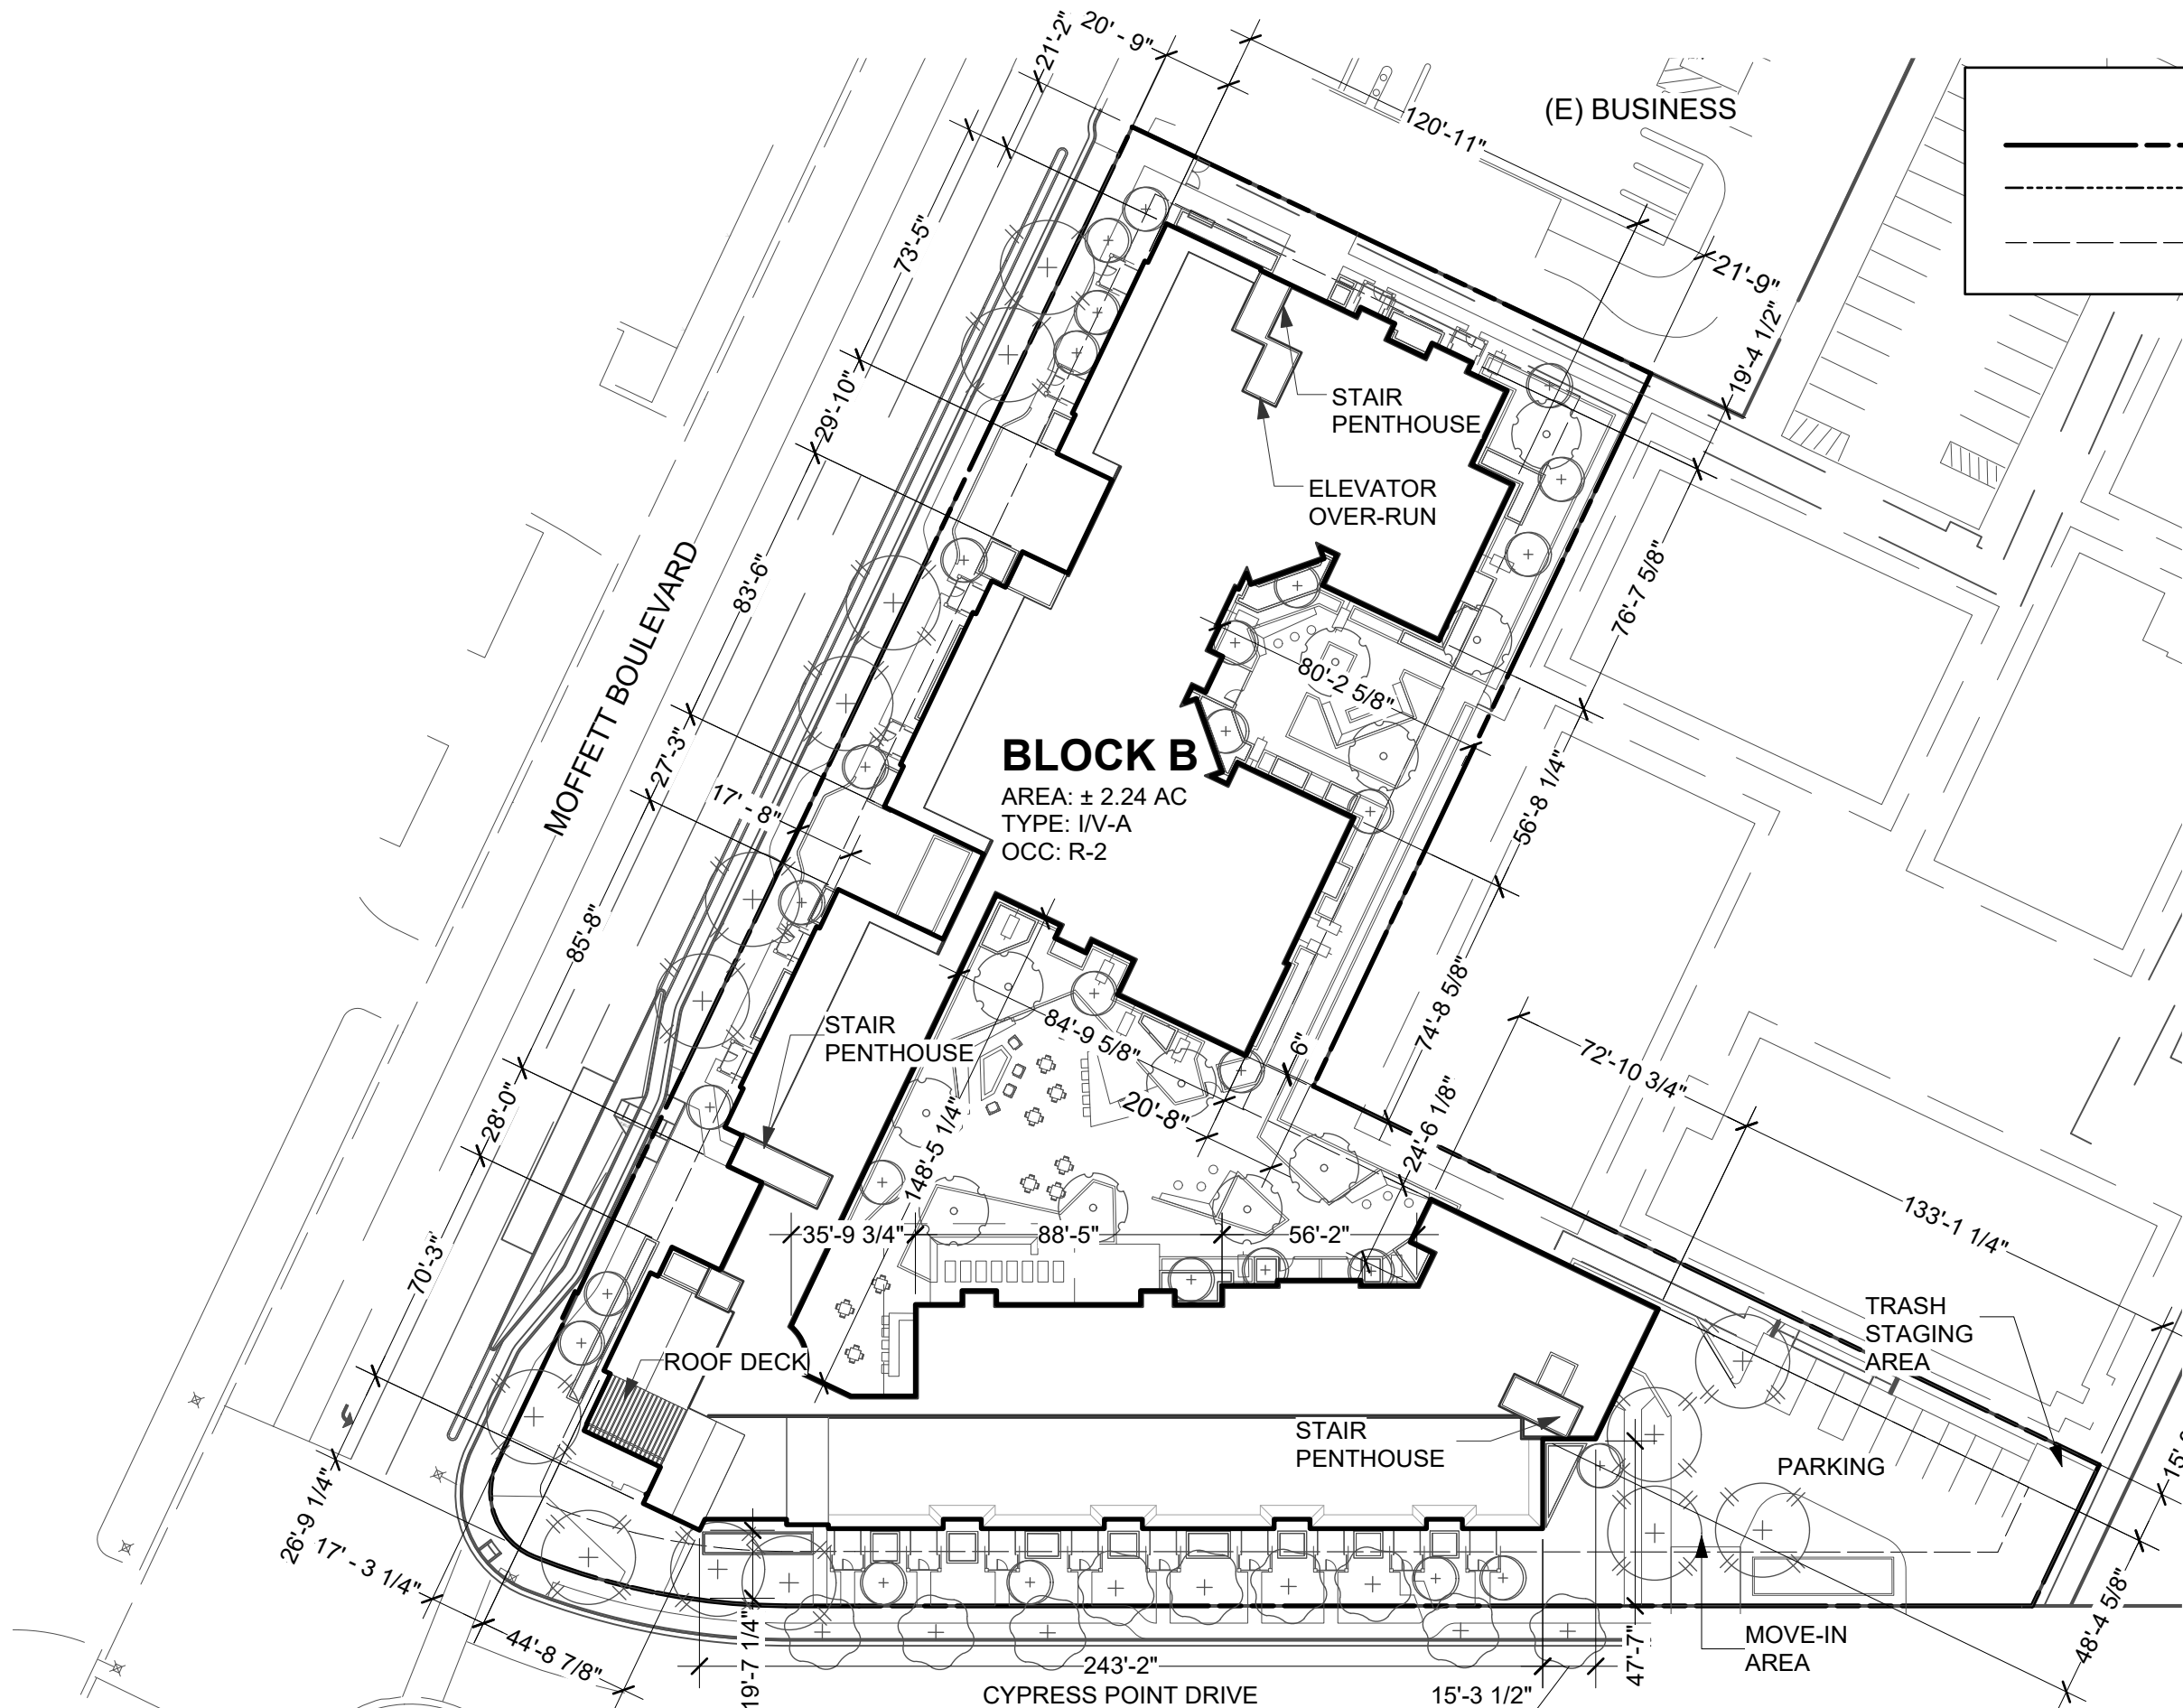 21'-2"
20' - 9"
120'-11"
(E) BUSINESS
21'-9"
19'-4 1/2"
73'-5"
29'-10"
STAIR
PENTHOUSE
ELEVATOR
OVER-RUN
83'-6"
MOFFETT BOULEVARD
76'-7 5/8"
80'-2 5/8"
27'-3"
17' - 8"
BLOCK B
AREA: ± 2.24 AC
TYPE: I/V-A
OCC: R-2
56'-8 1/4"
85'-8"
74'-8 5/8"
STAIR
PENTHOUSE
84'-9 5/8"
6"
72'-10 3/4"
20'-8"
24'-6 1/8"
28'-0"
148'-5 1/4"
133'-1 1/4"
35'-9 3/4"
88'-5"
56'-2"
70'-3"
TRASH
STAGING
AREA
ROOF DECK
STAIR
PENTHOUSE
PARKING
26'-9 1/4"
17' - 3 1/4"
44'-8 7/8"
19'-7 1/4"
243'-2"
15'-3 1/2"
47'-7"
MOVE-IN
AREA
48'-4 5/8"
CYPRESS POINT DRIVE